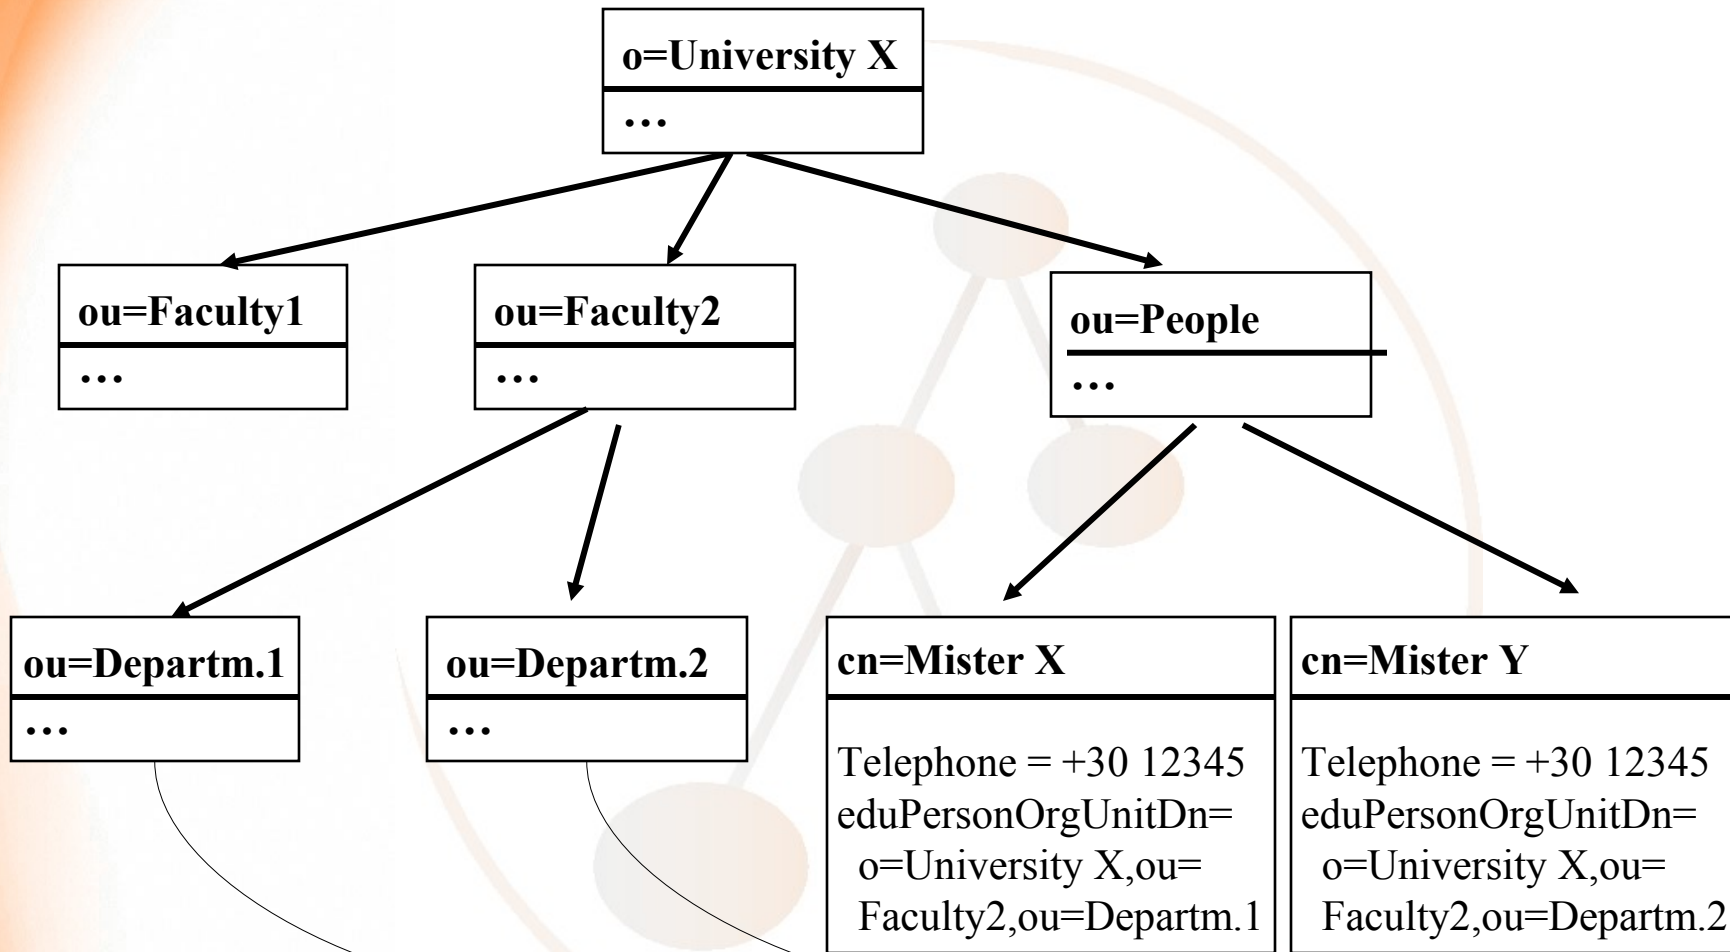 o=University X
…
ou=Faculty1
…
ou=Faculty2
…
ou=People
…
ou=Departm.1
…
ou=Departm.2
…
cn=Mister X
Telephone = +30 12345
eduPersonOrgUnitDn=
o=University X,ou=
Faculty2,ou=Departm.1
cn=Mister Y
Telephone = +30 12345
eduPersonOrgUnitDn=
o=University X,ou=
Faculty2,ou=Departm.2